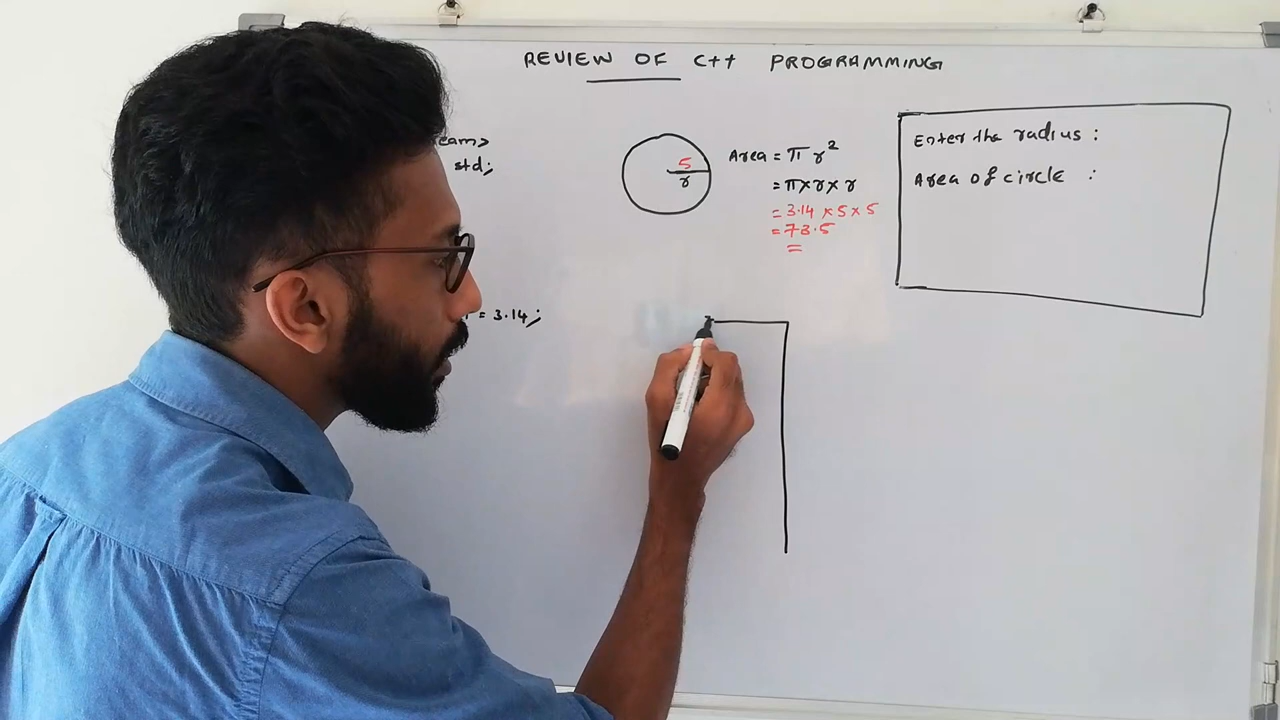 REVIEW OF C++ PROGRAMMING
eam>
std;
= 3.14;
5
r
Area = π r²
= π×r×r
= 3.14 × 5 × 5
= 78.5
=
Enter the radius :
Area of circle :